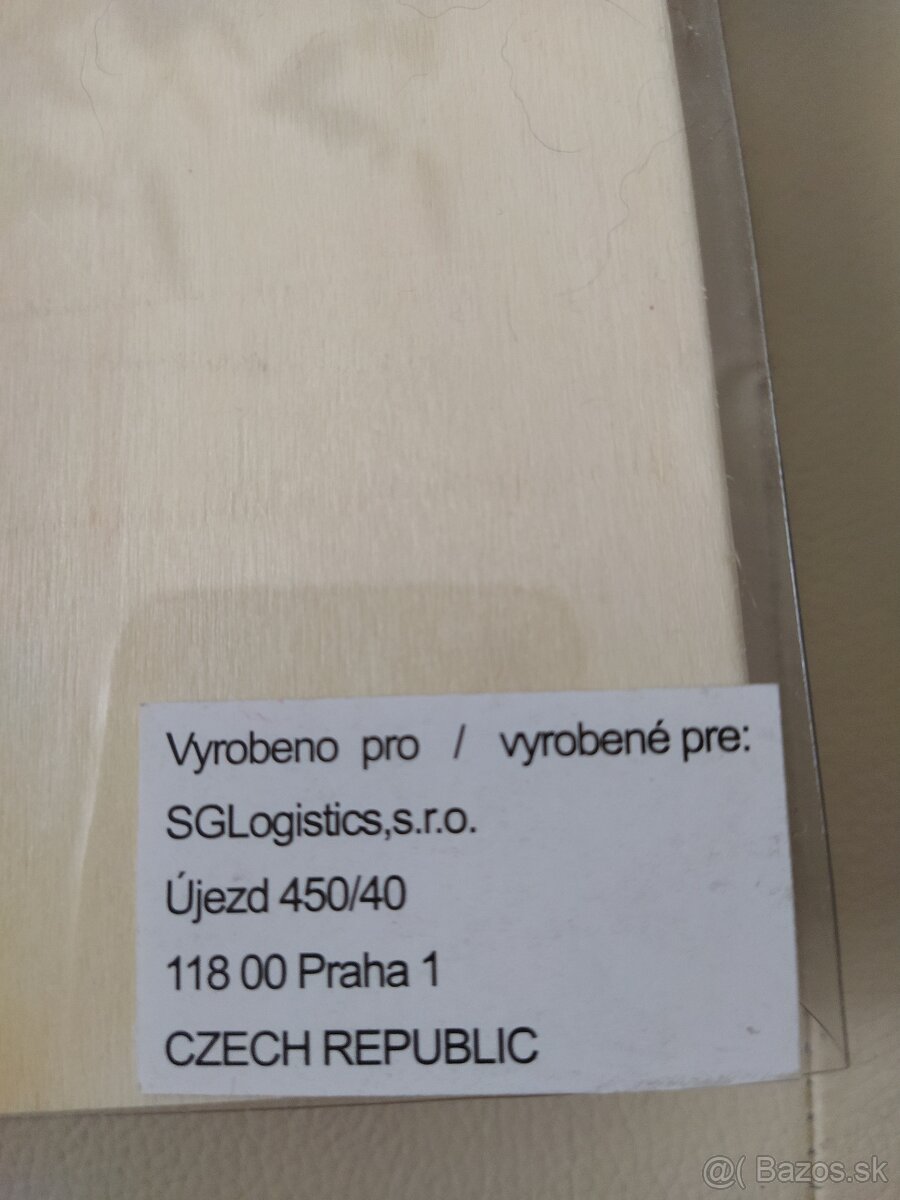 Vyrobeno pro / vyrobené pre:
SGLogistics,s.r.o.
Újezd 450/40
118 00 Praha 1
CZECH REPUBLIC
@( Bazos.sk